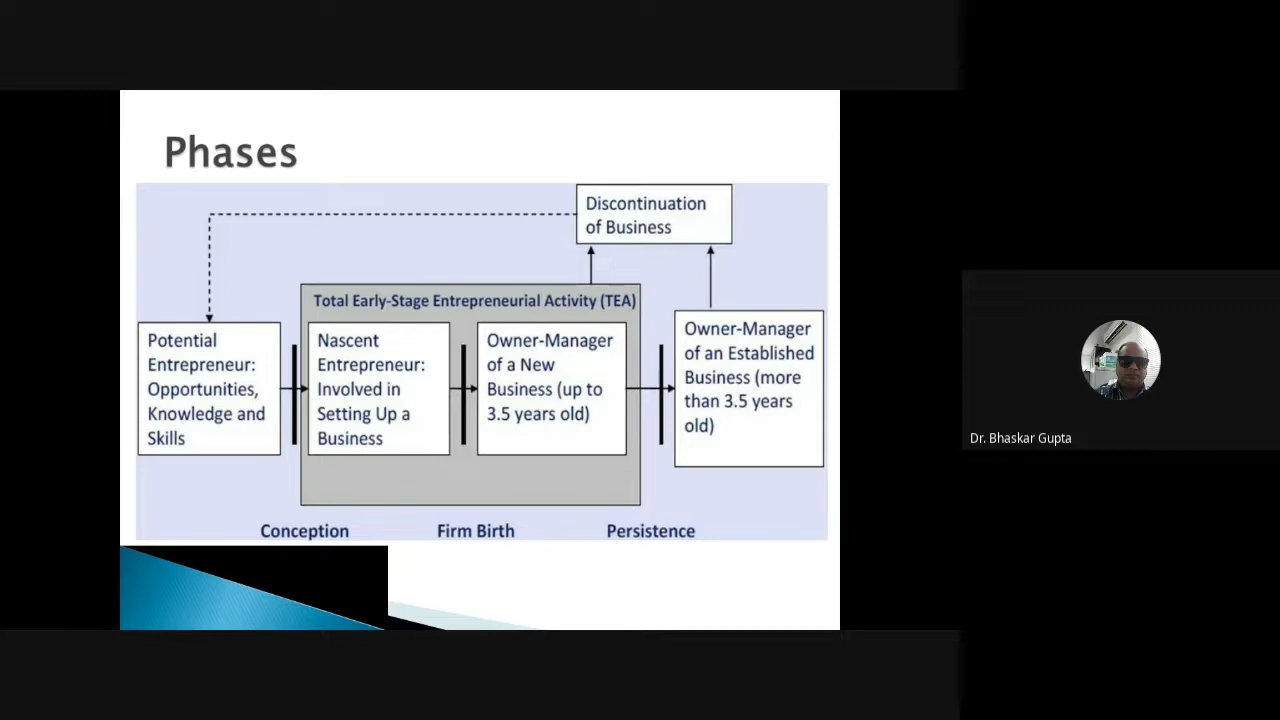 Phases
Discontinuation
of Business
Total Early-Stage Entrepreneurial Activity (TEA)
Potential
Entrepreneur:
Opportunities,
Knowledge and
Skills
Nascent
Entrepreneur:
Involved in
Setting Up a
Business
Owner-Manager
of a New
Business (up to
3.5 years old)
Owner-Manager
of an Established
Business (more
than 3.5 years
old)
Conception
Firm Birth
Persistence
Dr. Bhaskar Gupta